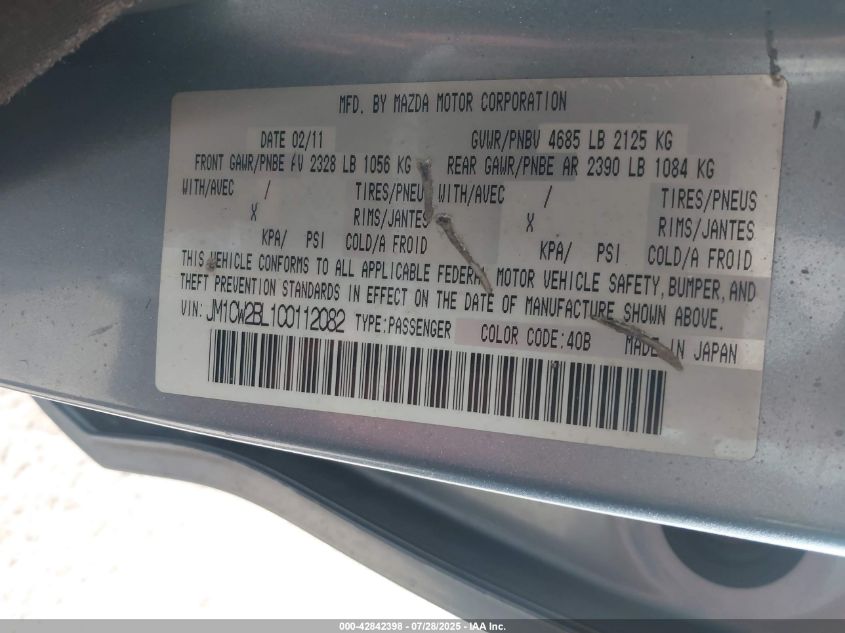 MFD. BY MAZDA MOTOR CORPORATION
DATE 02/11 GVWR/PNBV 4685 LB 2125 KG
FRONT GAWR/PNBE AV 2328 LB 1056 KG REAR GAWR/PNBE AR 2390 LB 1084 KG
WITH/AVEC / TIRES/PNEU WITH/AVEC / TIRES/PNEUS
X RIMS/JANTES X RIMS/JANTES
KPA/ PSI COLD/A FROID KPA/ PSI COLD/A FROID
THIS VEHICLE CONFORMS TO ALL APPLICABLE FEDERAL MOTOR VEHICLE SAFETY, BUMPER, AND
THEFT PREVENTION STANDARDS IN EFFECT ON THE DATE OF MANUFACTURE SHOWN ABOVE.
VIN: JM1CW2BL1C0112082 TYPE:PASSENGER COLOR CODE:40B MADE IN JAPAN
000-42842398 - 07/28/2025 - IAA Inc.